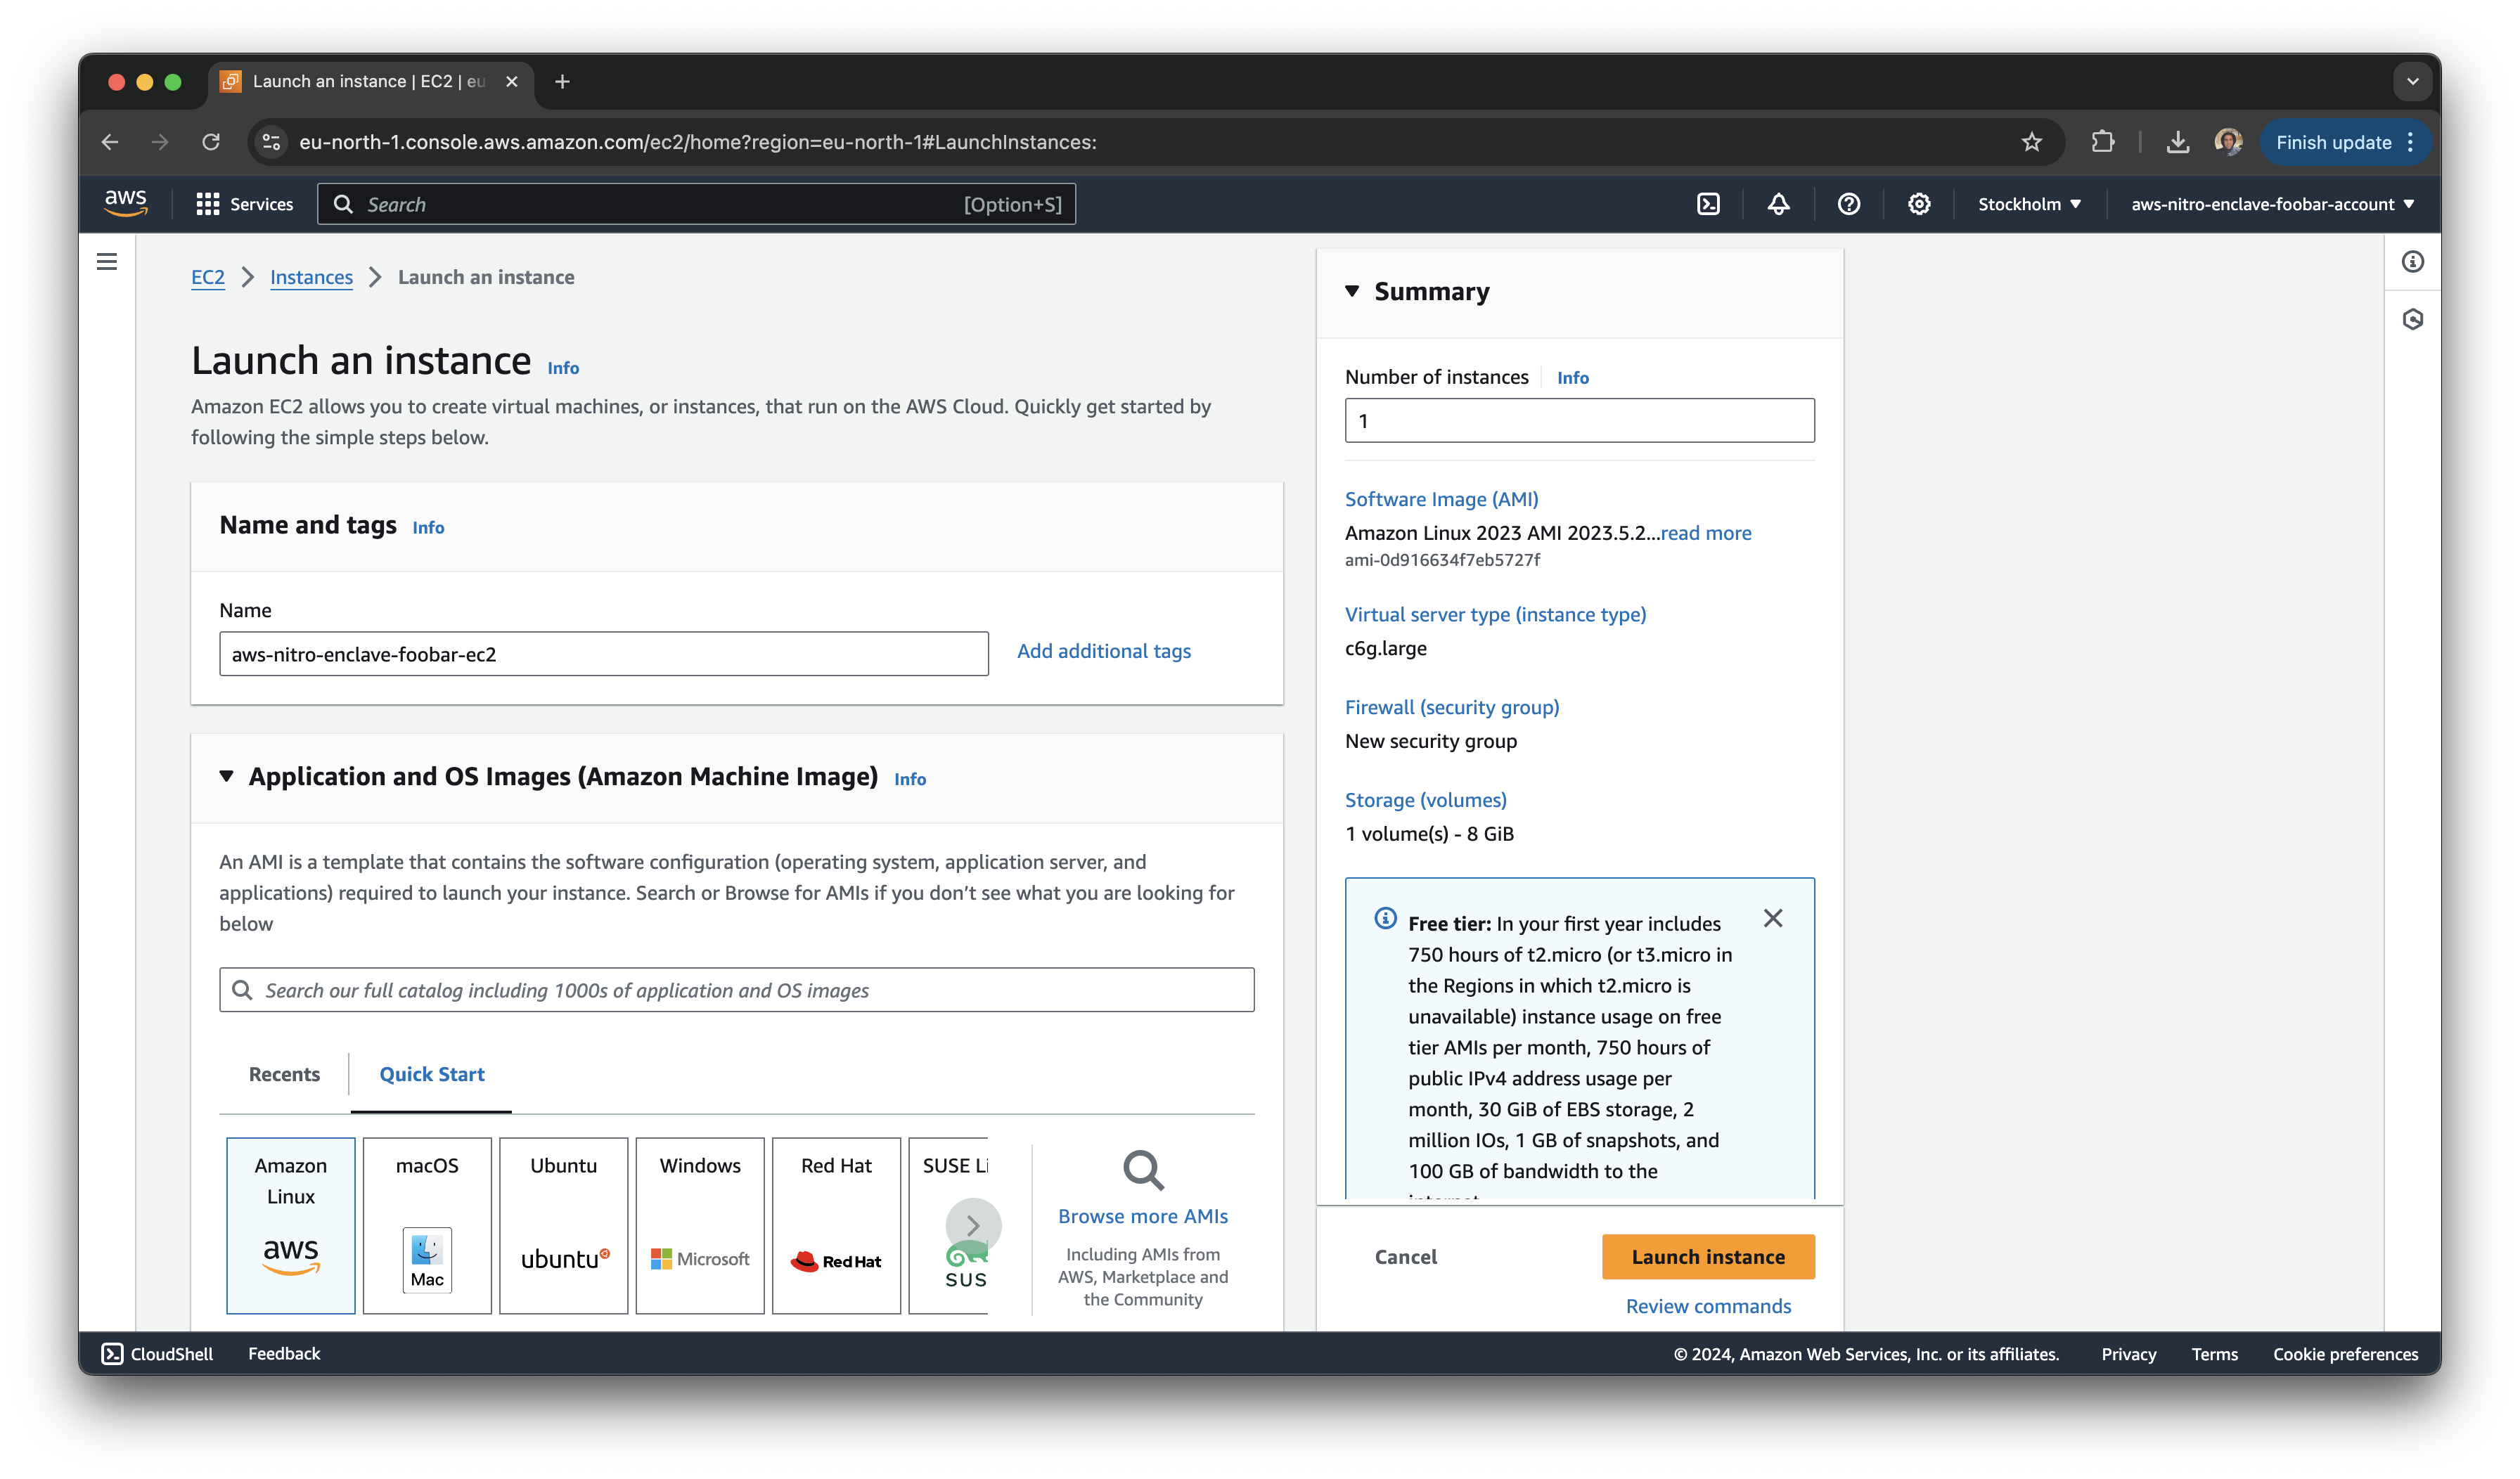 Launch an instance | EC2 | eu
eu-north-1.console.aws.amazon.com/ec2/home?region=eu-north-1#LaunchInstances:
Finish update
aws
Services
Search
[Option+S]
Stockholm
aws-nitro-enclave-foobar-account
EC2
Instances
Launch an instance
Launch an instance Info
Amazon EC2 allows you to create virtual machines, or instances, that run on the AWS Cloud. Quickly get started by
following the simple steps below.
Name and tags Info
Name
aws-nitro-enclave-foobar-ec2
Add additional tags
Application and OS Images (Amazon Machine Image) Info
An AMI is a template that contains the software configuration (operating system, application server, and
applications) required to launch your instance. Search or Browse for AMIs if you don’t see what you are looking for
below
Search our full catalog including 1000s of application and OS images
Recents
Quick Start
Amazon
Linux
aws
macOS
Mac
Ubuntu
ubuntu
Windows
Microsoft
Red Hat
Red Hat
SUSE Li
SUS
Browse more AMIs
Including AMIs from
AWS, Marketplace and
the Community
Summary
Number of instances Info
1
Software Image (AMI)
Amazon Linux 2023 AMI 2023.5.2...read more
ami-0d916634f7eb5727f
Virtual server type (instance type)
c6g.large
Firewall (security group)
New security group
Storage (volumes)
1 volume(s) - 8 GiB
Free tier: In your first year includes
750 hours of t2.micro (or t3.micro in
the Regions in which t2.micro is
unavailable) instance usage on free
tier AMIs per month, 750 hours of
public IPv4 address usage per
month, 30 GiB of EBS storage, 2
million IOs, 1 GB of snapshots, and
100 GB of bandwidth to the
Cancel
Launch instance
Review commands
CloudShell
Feedback
© 2024, Amazon Web Services, Inc. or its affiliates.
Privacy
Terms
Cookie preferences